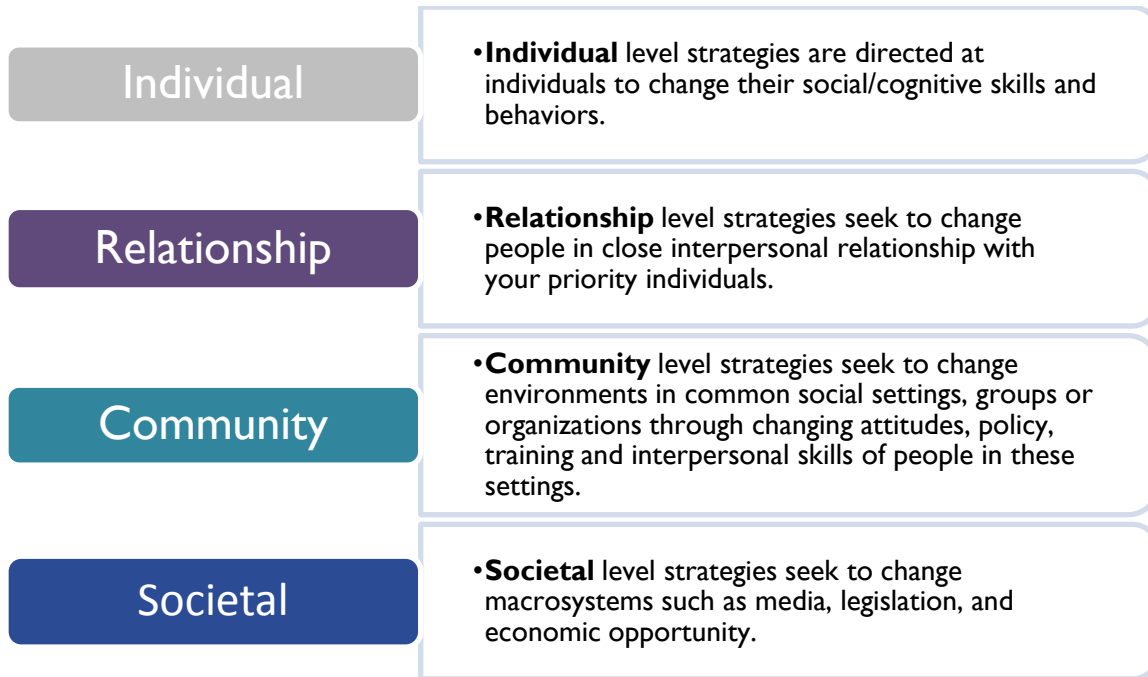 Individual
•Individual level strategies are directed at
individuals to change their social/cognitive skills and
behaviors.
Relationship
•Relationship level strategies seek to change
people in close interpersonal relationship with
your priority individuals.
Community
•Community level strategies seek to change
environments in common social settings, groups or
organizations through changing attitudes, policy,
training and interpersonal skills of people in these
settings.
Societal
•Societal level strategies seek to change
macrosystems such as media, legislation, and
economic opportunity.